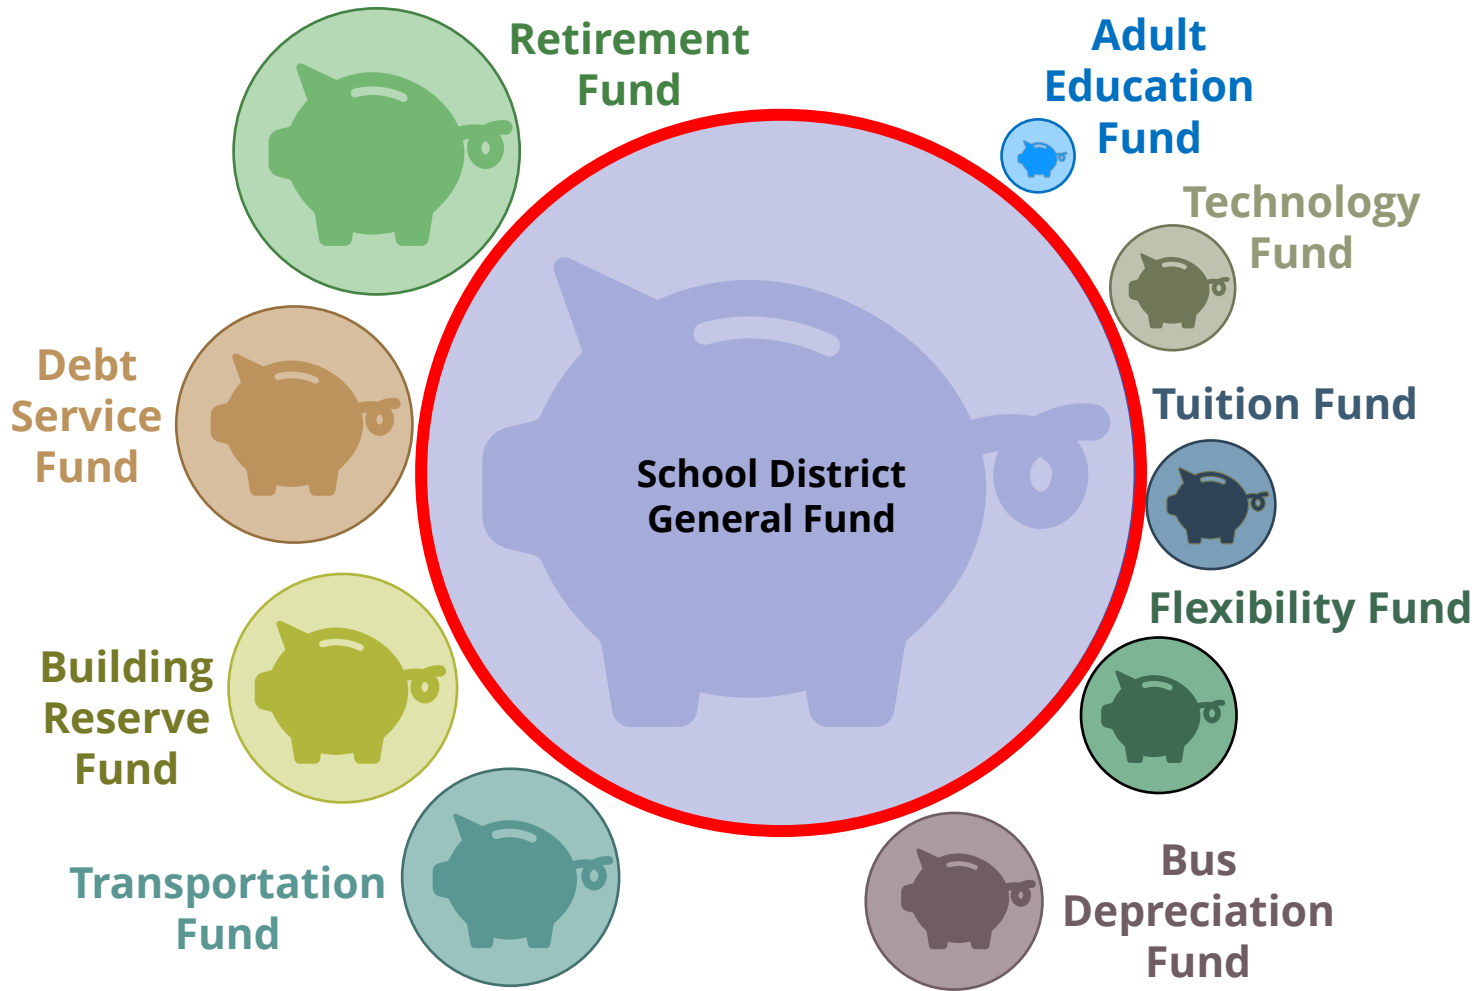 Retirement
Fund
Adult
Education
Fund
Technology
Fund
Debt
Service
Fund
Tuition Fund
School District
General Fund
Flexibility Fund
Building
Reserve
Fund
Transportation
Fund
Bus
Depreciation
Fund